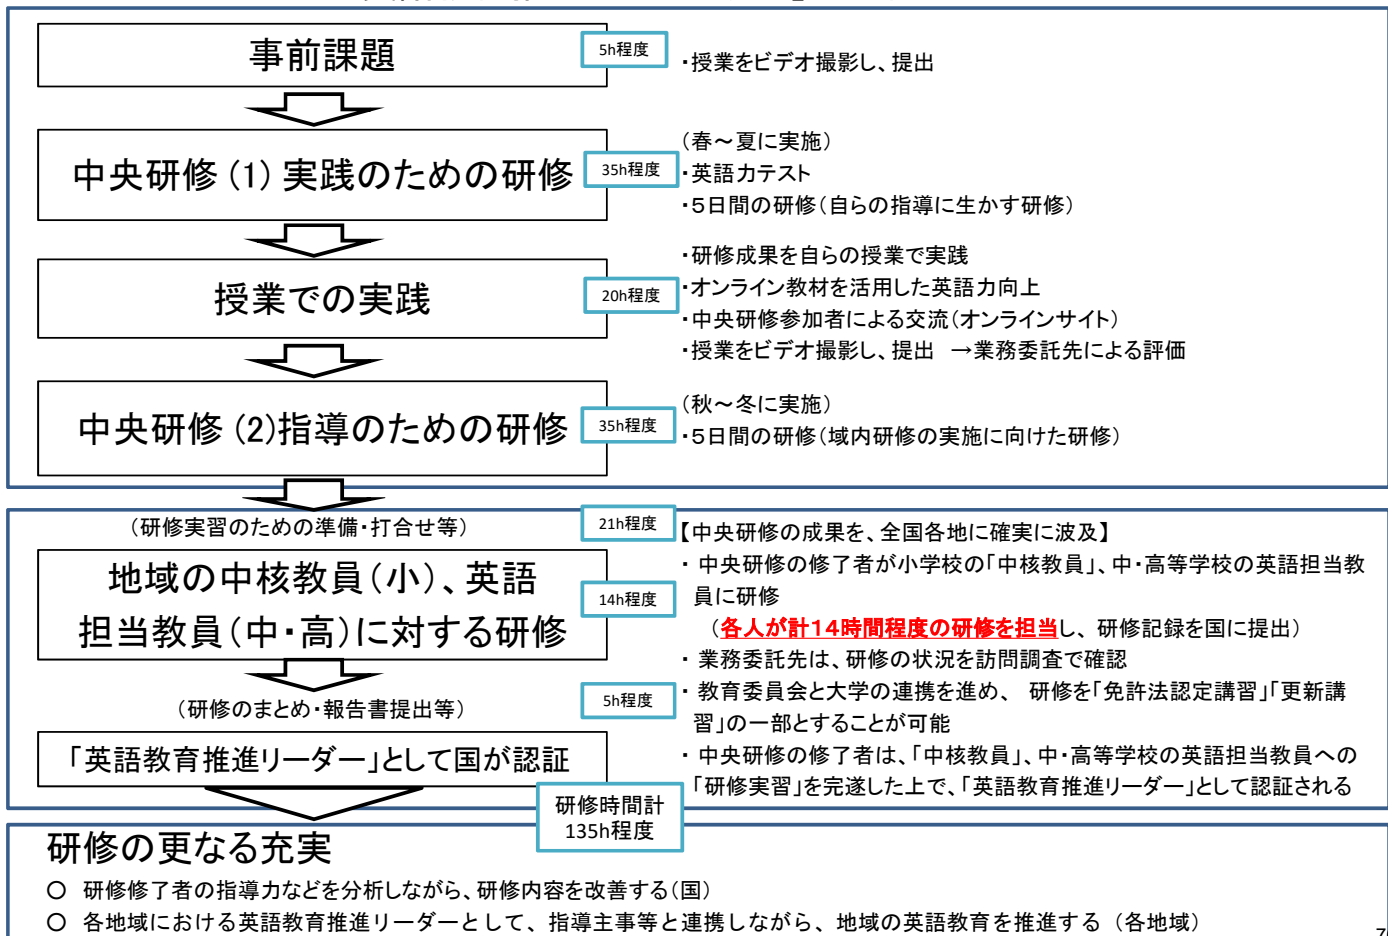 事前課題
5h程度
・授業をビデオ撮影し、提出
中央研修 (1) 実践のための研修
35h程度
(春～夏に実施)
・英語力テスト
・5日間の研修(自らの指導に生かす研修)
授業での実践
20h程度
・研修成果を自らの授業で実践
・オンライン教材を活用した英語力向上
・中央研修参加者による交流(オンラインサイト)
・授業をビデオ撮影し、提出 →業務委託先による評価
中央研修 (2)指導のための研修
35h程度
(秋～冬に実施)
・5日間の研修(域内研修の実施に向けた研修)
(研修実習のための準備・打合せ等)
21h程度
【中央研修の成果を、全国各地に確実に波及】
地域の中核教員(小)、英語
担当教員(中・高)に対する研修
14h程度
・ 中央研修の修了者が小学校の「中核教員」、中・高等学校の英語担当教
員に研修
(各人が計14時間程度の研修を担当し、研修記録を国に提出)
・ 業務委託先は、研修の状況を訪問調査で確認
(研修のまとめ・報告書提出等)
5h程度
・ 教育委員会と大学の連携を進め、 研修を「免許法認定講習」「更新講
習」の一部とすることが可能
「英語教育推進リーダー」として国が認証
・ 中央研修の修了者は、「中核教員」、中・高等学校の英語担当教員への
「研修実習」を完遂した上で、「英語教育推進リーダー」として認証される
研修時間計
135h程度
研修の更なる充実
○ 研修修了者の指導力などを分析しながら、研修内容を改善する(国)
○ 各地域における英語教育推進リーダーとして、指導主事等と連携しながら、地域の英語教育を推進する (各地域)